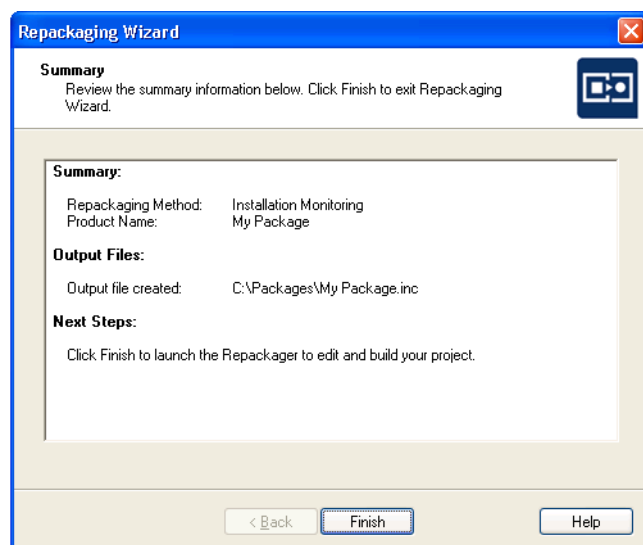 Repackaging Wizard
Summary
Review the summary information below. Click Finish to exit Repackaging
Wizard.
Summary:
Repackaging Method: Installation Monitoring
Product Name: My Package
Output Files:
Output file created: C:\Packages\My Package.inc
Next Steps:
Click Finish to launch the Repackager to edit and build your project.
< Back Finish Help